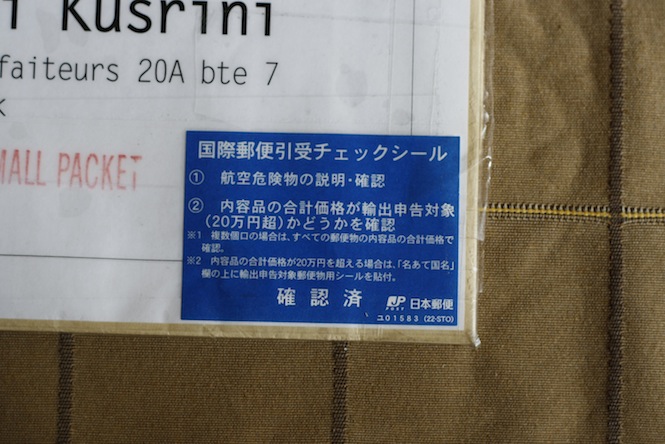 i Kusrini
faiteurs 20A bte 7
k
MALL PACKET
国際郵便引受チェックシール
① 航空危険物の説明・確認
② 内容品の合計価格が輸出申告対象
(20万円超)かどうかを確認
※1 複数個口の場合は、すべての郵便物の内容品の合計価格で
確認。
※2 内容品の合計価格が20万円を超える場合は、「名あて国名」
欄の上に輸出申告対象郵便物用シールを貼付。
確認済 JP POST 日本郵便
ユ01583 (22-STO)